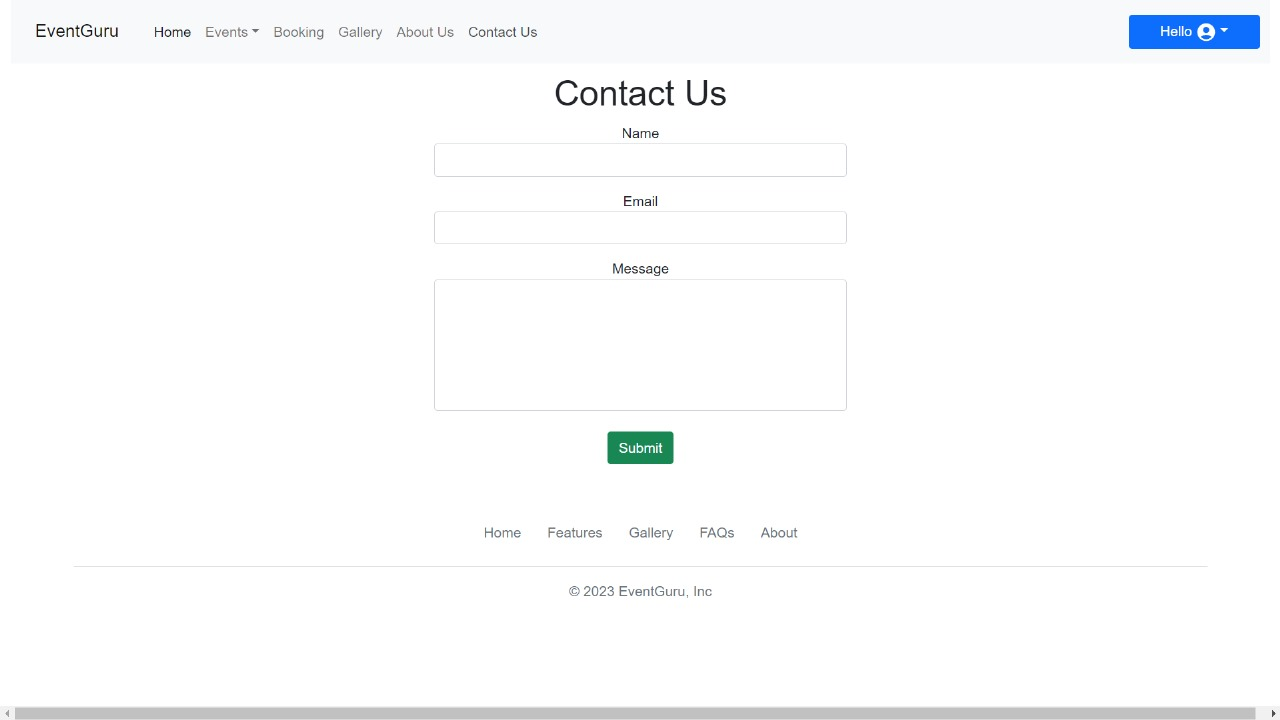 EventGuru Home Events Booking Gallery About Us Contact Us Hello
Contact Us
Name
Email
Message
Submit
Home Features Gallery FAQs About
© 2023 EventGuru, Inc